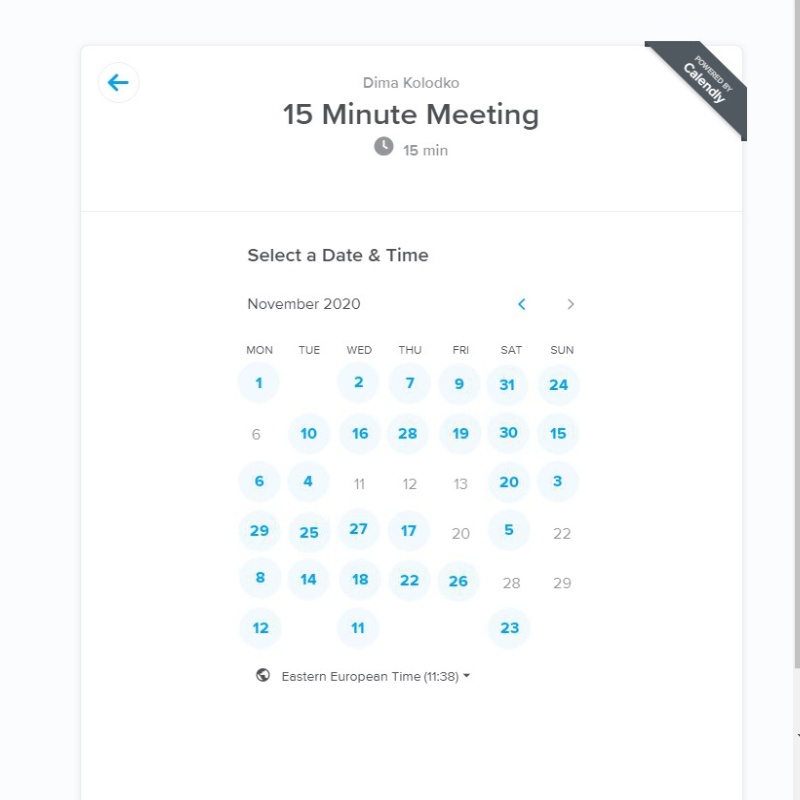 POWERED BY
Calendly
Dima Kolodko
15 Minute Meeting
15 min
Select a Date & Time
November 2020
MON TUE WED THU FRI SAT SUN
1 2 7 9 31 24
6 10 16 28 19 30 15
6 4 11 12 13 20 3
29 25 27 17 20 5 22
8 14 18 22 26 28 29
12 11 23
Eastern European Time (11:38)